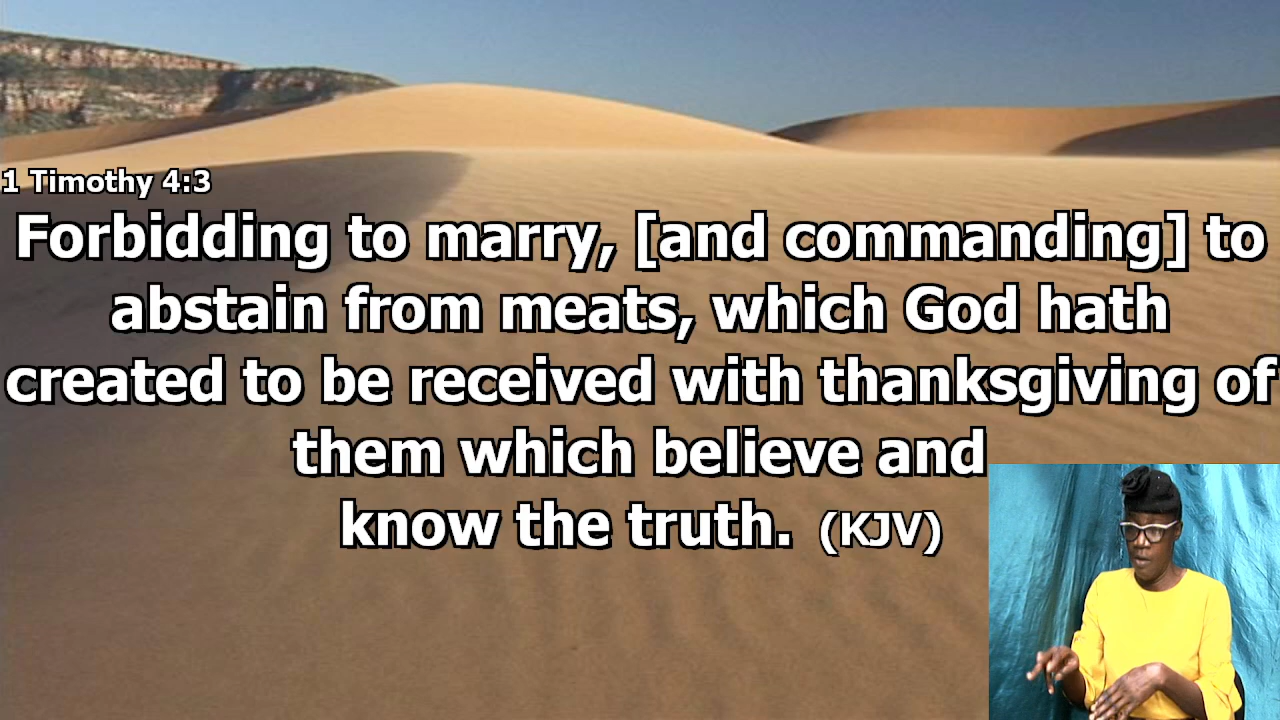 1 Timothy 4:3
Forbidding to marry, [and commanding] to
abstain from meats, which God hath
created to be received with thanksgiving of
them which believe and
know the truth. (KJV)